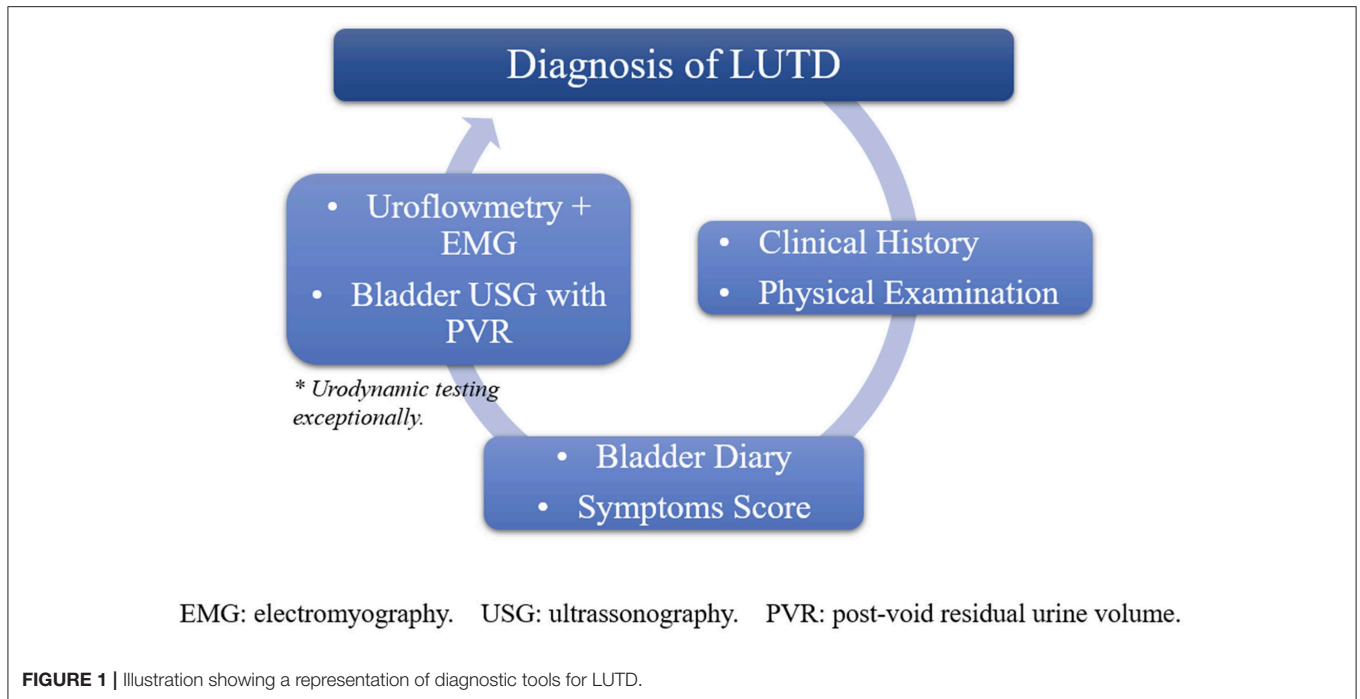 Diagnosis of LUTD
• Uroflowmetry +
EMG
• Bladder USG with
PVR
* Urodynamic testing
exceptionally.
• Clinical History
• Physical Examination
• Bladder Diary
• Symptoms Score
EMG: electromyography. USG: ultrassonography. PVR: post-void residual urine volume.
FIGURE 1 | Illustration showing a representation of diagnostic tools for LUTD.